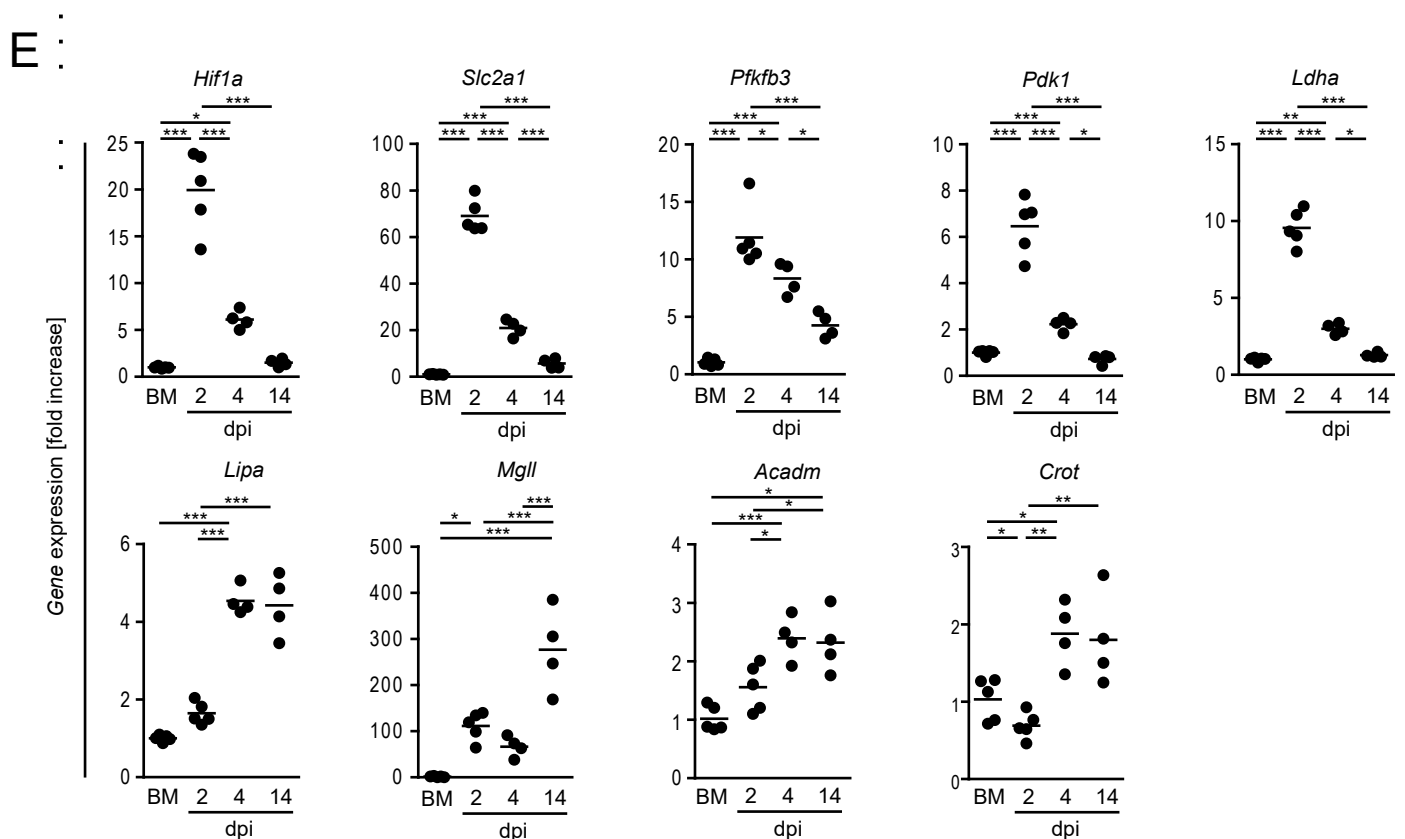 E
Gene expression [fold increase]
Hif1a
***
*
*** ***
25
20
15
10
5
0
BM 2 4 14
dpi
Slc2a1
***
***
*** *** ***
100
80
60
40
20
0
BM 2 4 14
dpi
Pfkfb3
***
***
*** * *
20
15
10
5
0
BM 2 4 14
dpi
Pdk1
***
***
*** *** *
10
8
6
4
2
0
BM 2 4 14
dpi
Ldha
***
**
*** *** *
15
10
5
0
BM 2 4 14
dpi
Lipa
***
***
***
6
4
2
0
BM 2 4 14
dpi
Mgll
***
* ***
***
500
400
300
200
100
0
BM 2 4 14
dpi
Acadm
*
*
***
*
4
3
2
1
0
BM 2 4 14
dpi
Crot
**
*
* **
3
2
1
0
BM 2 4 14
dpi